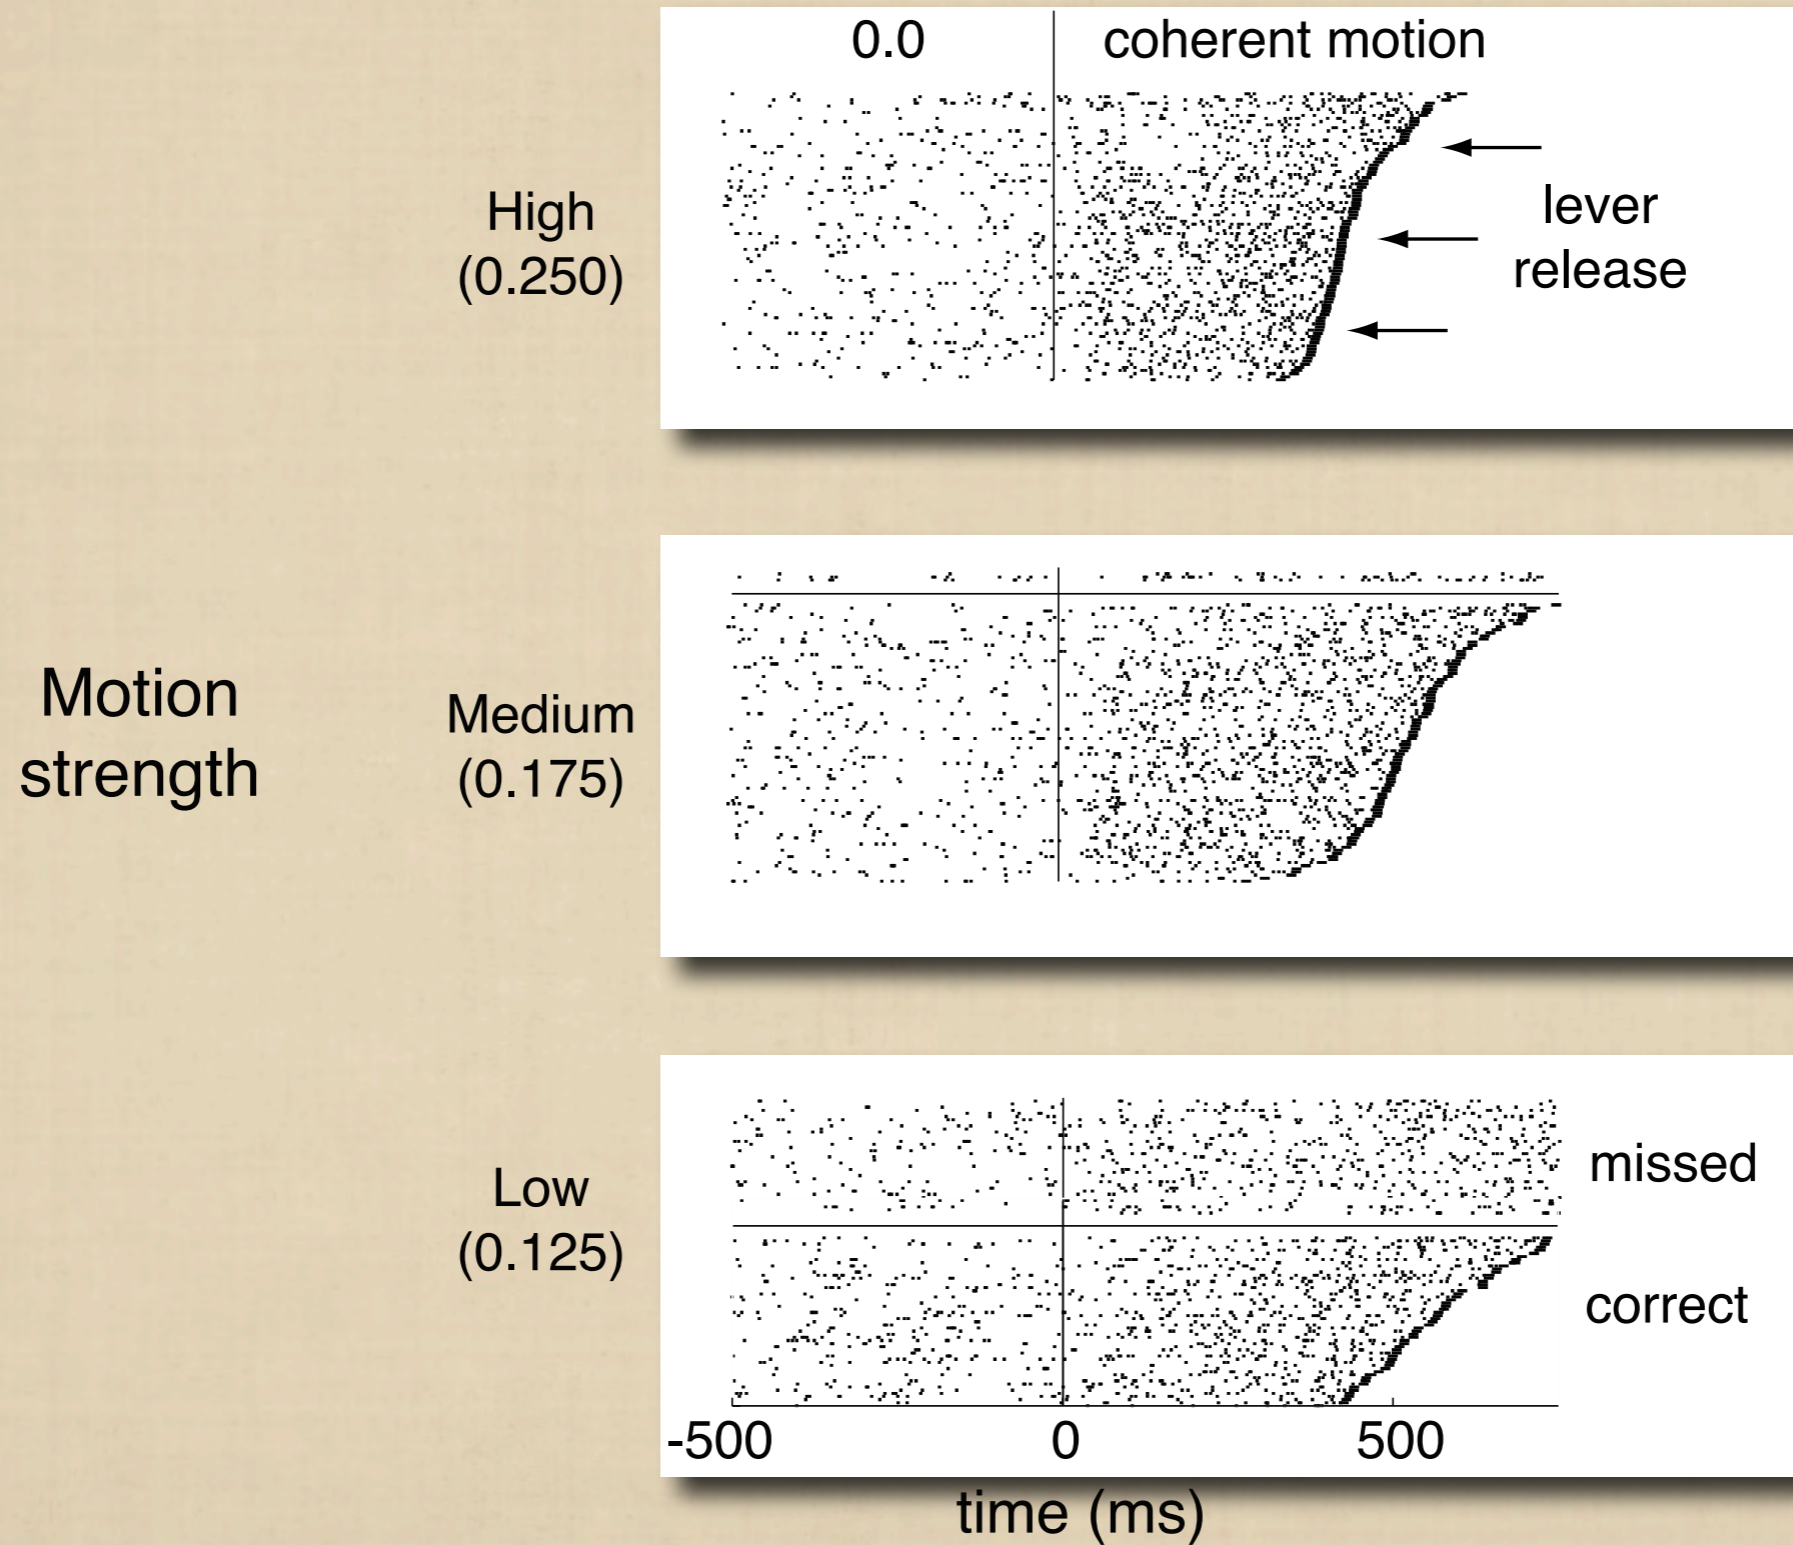 0.0 coherent motion
High
(0.250)
lever
release
Motion
strength
Medium
(0.175)
Low
(0.125)
missed
correct
-500 0 500
time (ms)